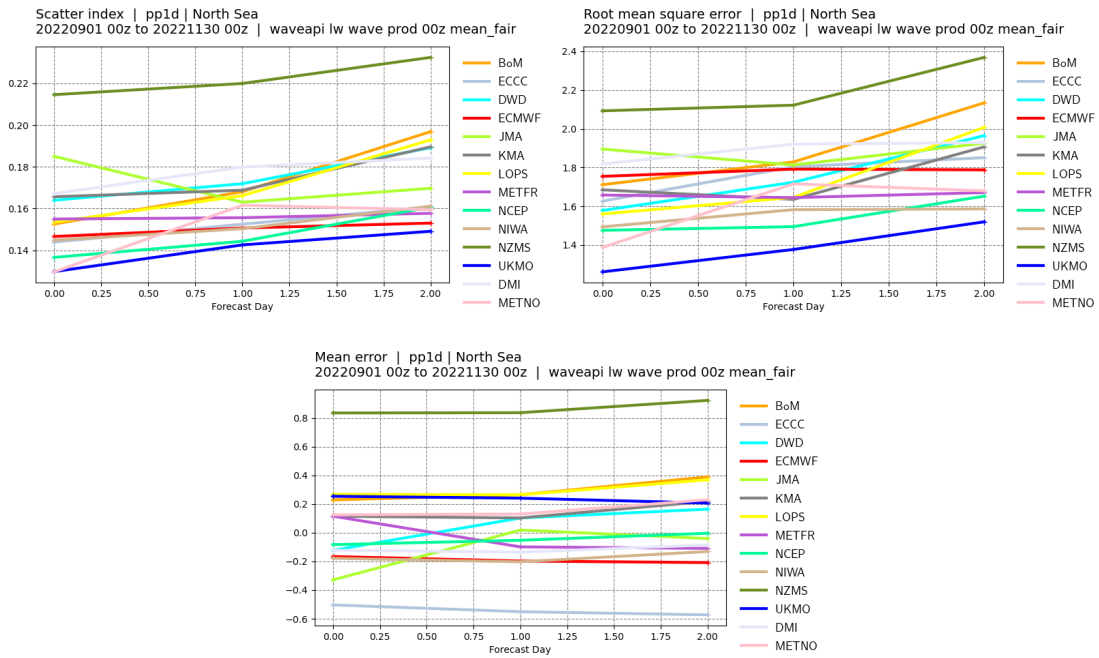 Scatter index | pp1d | North Sea
20220901 00z to 20221130 00z | waveapi lw wave prod 00z mean_fair
0.22
0.20
0.18
0.16
0.14
0.00 0.25 0.50 0.75 1.00 1.25 1.50 1.75 2.00
Forecast Day
BoM
ECCC
DWD
ECMWF
JMA
KMA
LOPS
METFR
NCEP
NIWA
NZMS
UKMO
DMI
METNO
Root mean square error | pp1d | North Sea
20220901 00z to 20221130 00z | waveapi lw wave prod 00z mean_fair
2.4
2.2
2.0
1.8
1.6
1.4
0.00 0.25 0.50 0.75 1.00 1.25 1.50 1.75 2.00
Forecast Day
BoM
ECCC
DWD
ECMWF
JMA
KMA
LOPS
METFR
NCEP
NIWA
NZMS
UKMO
DMI
METNO
Mean error | pp1d | North Sea
20220901 00z to 20221130 00z | waveapi lw wave prod 00z mean_fair
0.8
0.6
0.4
0.2
0.0
−0.2
−0.4
−0.6
0.00 0.25 0.50 0.75 1.00 1.25 1.50 1.75 2.00
Forecast Day
BoM
ECCC
DWD
ECMWF
JMA
KMA
LOPS
METFR
NCEP
NIWA
NZMS
UKMO
DMI
METNO